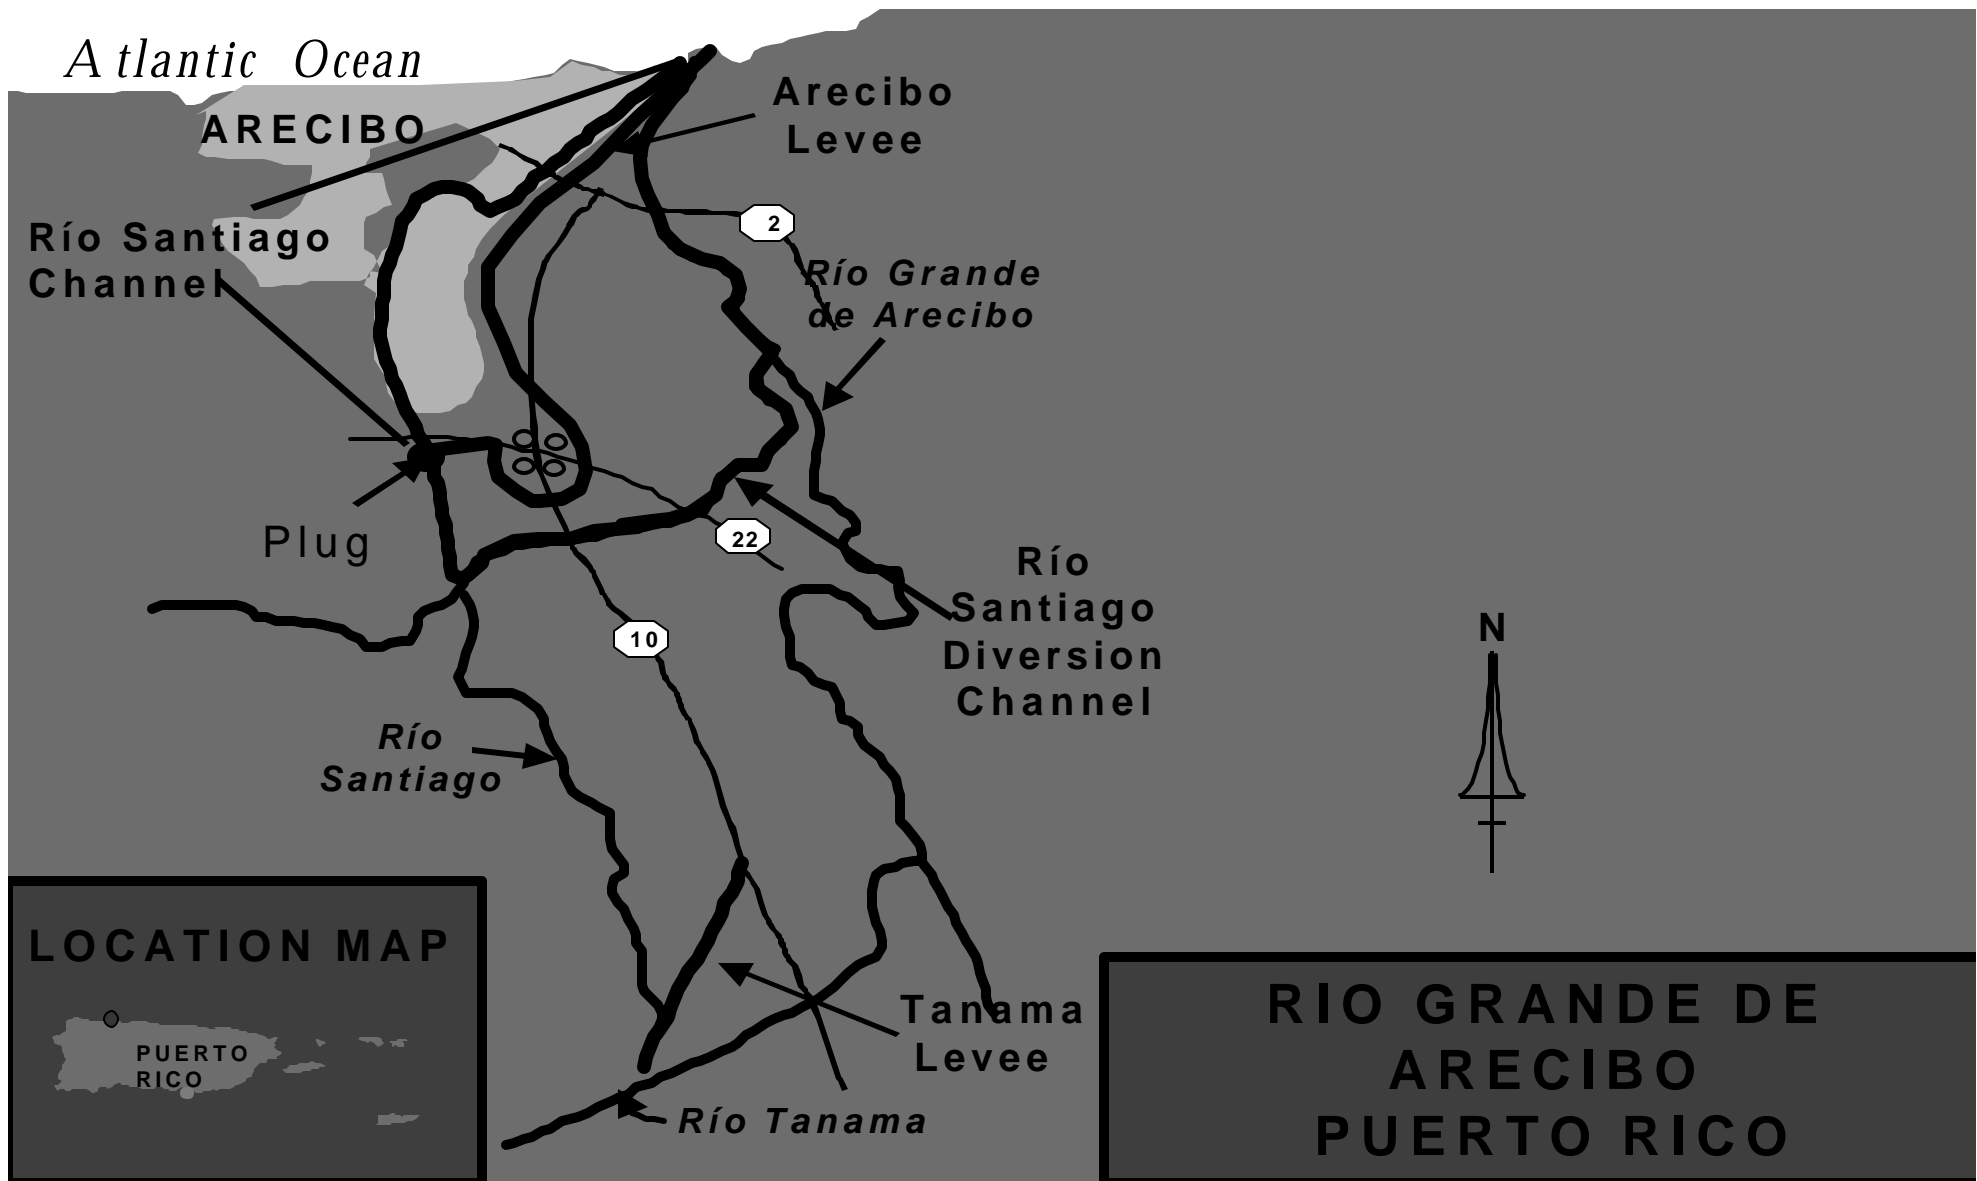 Atlantic Ocean
ARECIBO
Arecibo
Levee
Río Santiago
Channel
2
Río Grande
de Arecibo
Plug
22
Río
Santiago
Diversion
Channel
10
N
Río
Santiago
LOCATION MAP
PUERTO
RICO
Tanama
Levee
Río Tanama
RIO GRANDE DE
ARECIBO
PUERTO RICO